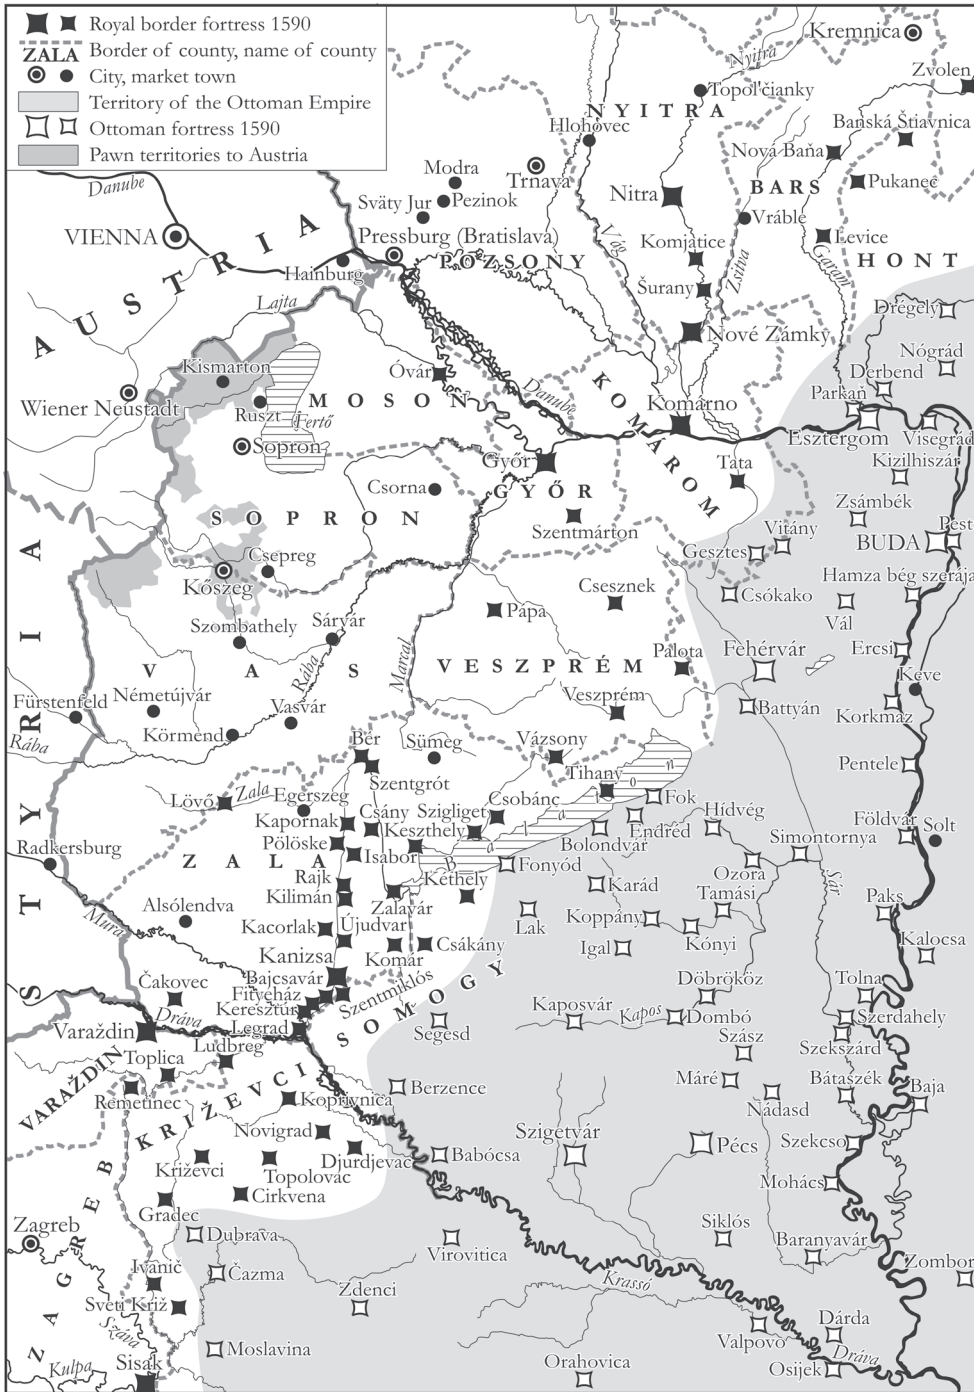 Royal border fortress 1590
ZALA Border of county, name of county
City, market town
Territory of the Ottoman Empire
Ottoman fortress 1590
Pawn territories to Austria
Kremnica
Nyitra
Zvolen
Topol'čianky
NYITRA
Hlohovec
Banská Štiavnica
Nová Baňa
Modra
Trnava
Danube
Pezinok
Nitra
BARS
Pukanec
Sväty Jur
Vráble
VIENNA
Pressburg (Bratislava)
Vág
Komjatice
Levice
POZSONY
Zsitva
Garam
HONT
Hainburg
AUSTRIA
Šurany
Lajta
Drégely
Nové Zámky
Nógrád
Kismarton
Óvár
Derbend
Danube
KOMÁROM
Parkaň
Wiener Neustadt
Ruszt
MOSON
Komárno
Fertő
Esztergom
Visegrád
Sopron
Győr
Tata
Kizilhiszár
Csorna
GYŐR
Zsámbék
SOPRON
Szentmárton
Vitány
Pest
BUDA
Csepreg
Gesztes
Kőszeg
Hamza bég szerája
Csesznek
Csókakő
Pápa
Vál
Szombathely
Sárvár
Fehérvár
Ercsi
Marcal
VESZPRÉM
Palota
VAS
Rába
Keve
Fürstenfeld
Németújvár
Veszprém
Battyán
Korkmaz
Vasvár
Körmend
Rába
Bér
Sümeg
Vázsony
Pentele
Szentgrót
Tihany
Zala
Lövő
Egerszeg
Csobánc
Fok
Csány
Szigliget
Hídvég
Kapornak
Keszthely
Endréd
Földvár
Solt
Pölöske
Bolondvár
Simontornya
Radkersburg
ZALA
Isabor
Balaton
Fonyód
Ozora
Rajk
Kéthely
Karád
Tamási
Sár
Kilimán
Zalavár
Paks
Alsólendva
Mura
Újudvar
Lak
Koppány
Kacorlak
Kónyi
Kalocsa
Csákány
Igal
Kanizsa
Komár
Bajcsavár
STYRIA
Čakovec
Fityeház
Szentmiklós
SOMOGY
Döbrököz
Tolna
Keresztúr
Kaposvár
Kapos
Dombó
Szerdahely
Dráva
Varaždin
Legrad
Segesd
Szekszárd
Ludbreg
Szász
Toplica
VARAŽDIN
Máré
Bátaszék
Baja
Remetinec
KRIŽEVCI
Koprivnica
Berzence
Nádasd
Novigrad
Szigetvár
Pécs
Szekcső
Križevci
Djurdjevac
Babócsa
Topolovac
Mohács
Cirkvena
Gradec
Zagreb
ZAGREB
Siklós
Dubrava
Baranyavár
Virovitica
Ivanič
Čazma
Zombor
Zdenci
Krassó
Sveti Križ
Száva
Dárda
Moslavina
Valpovo
Dráva
Kulpa
Sisak
Orahovica
Osijek